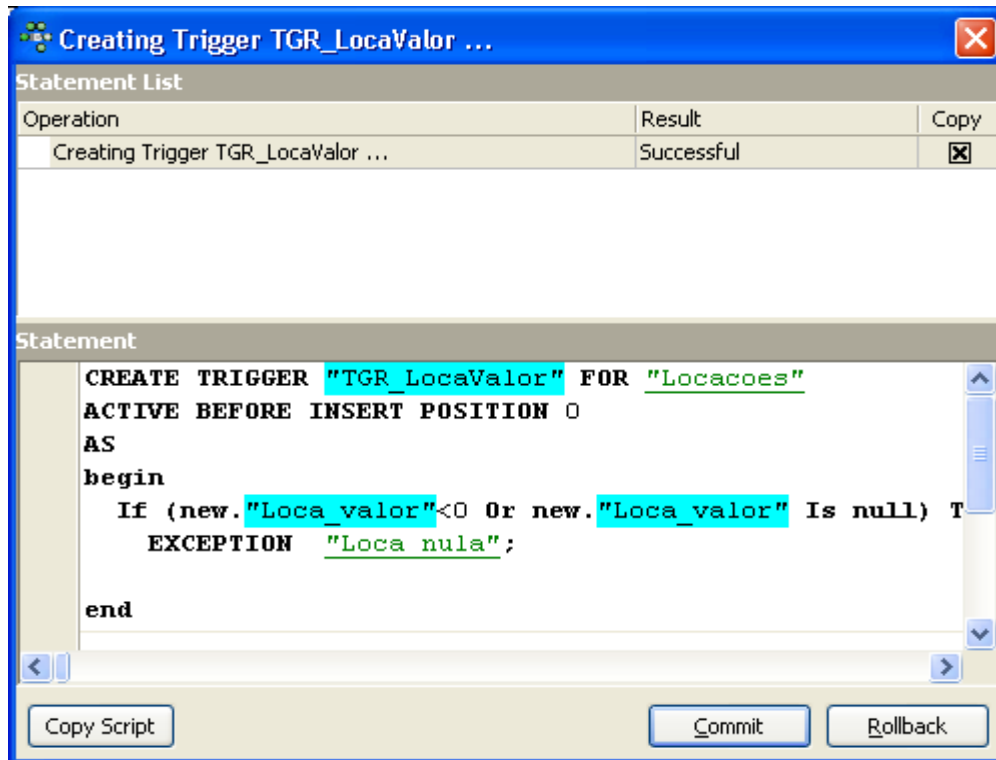 Creating Trigger TGR_LocaValor ...
Statement List
Operation Result Copy
Creating Trigger TGR_LocaValor ... Successful
Statement
CREATE TRIGGER "TGR_LocaValor" FOR "Locacoes"
ACTIVE BEFORE INSERT POSITION 0
AS
begin
If (new."Loca_valor"<0 Or new."Loca_valor" Is null) T
EXCEPTION "Loca_nula";
end
Copy Script Commit Rollback